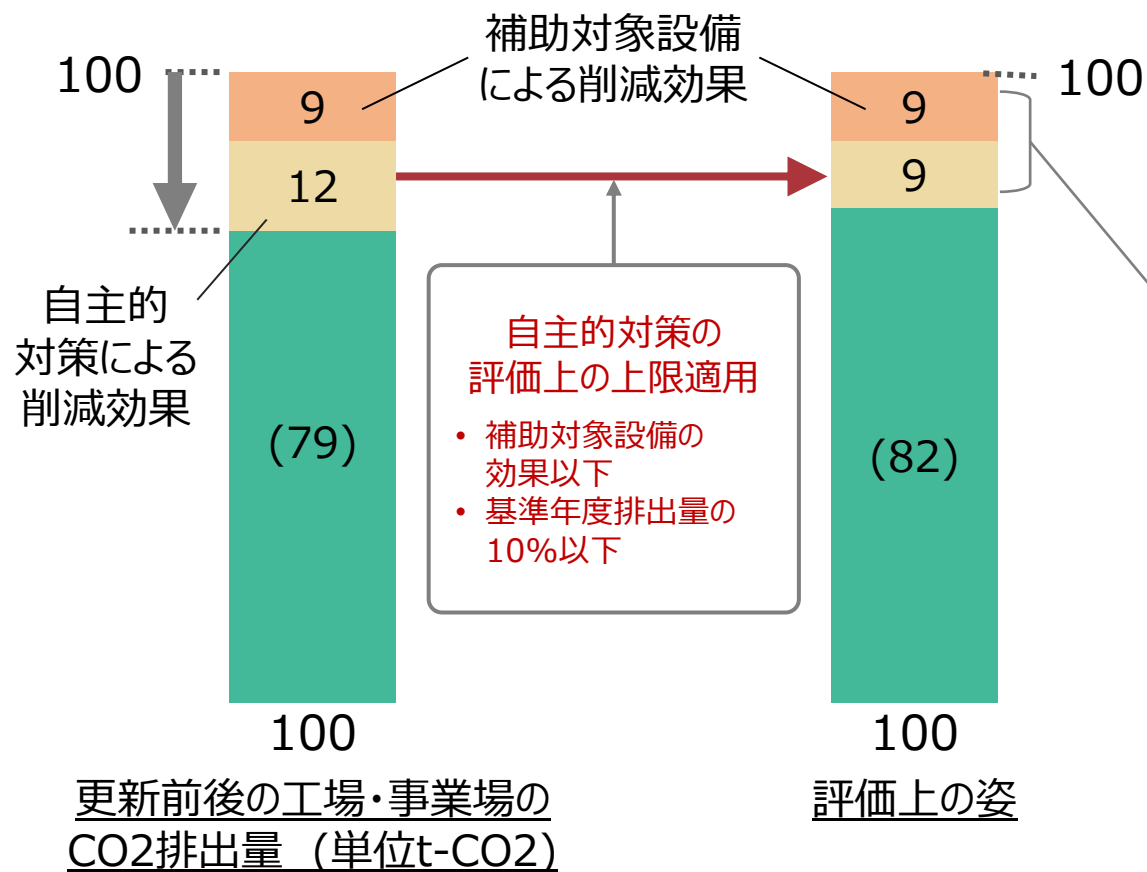 補助対象設備
による削減効果
100
100
9
9
12
9
自主的
対策による
削減効果
自主的対策の
評価上の上限適用
• 補助対象設備の
効果以下
• 基準年度排出量の
10%以下
(79)
(82)
100
100
更新前後の工場・事業場の
CO2排出量 (単位t-CO2)
評価上の姿